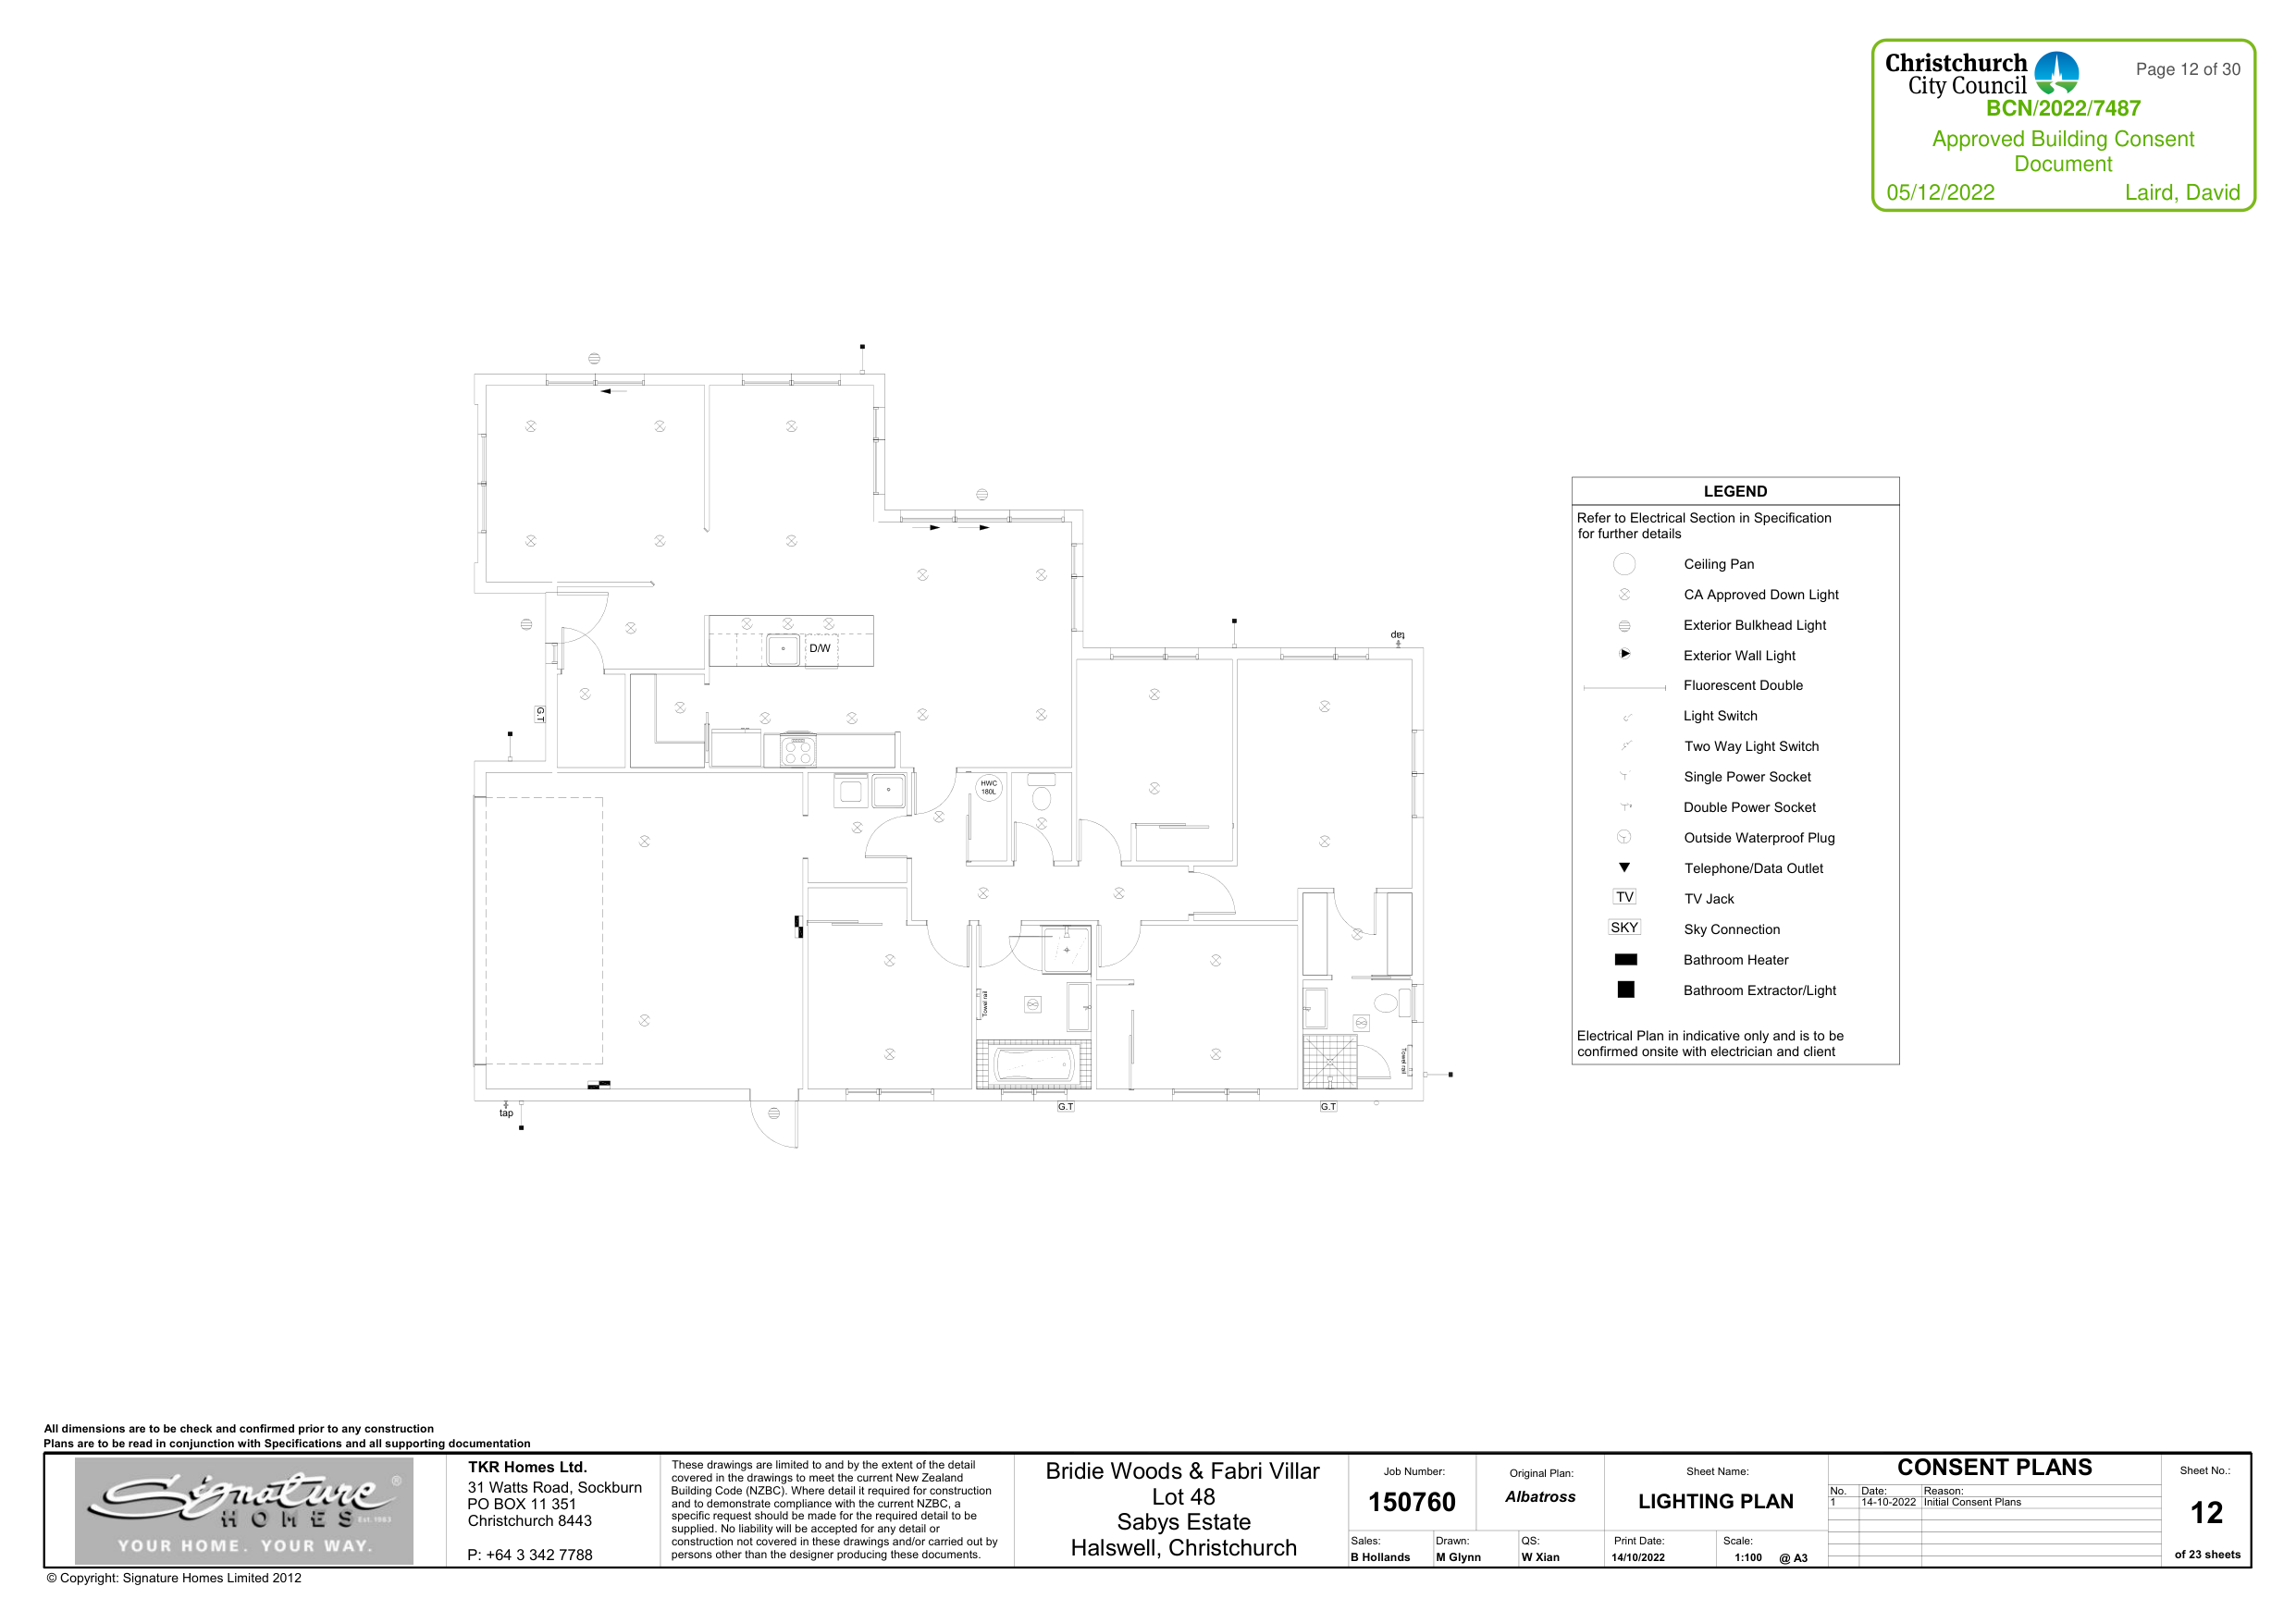 Christchurch
City Council
Page 12 of 30
BCN/2022/7487
Approved Building Consent
Document
05/12/2022 Laird, David
D/W
G.T
HWC
180L
tap
Towel rail
Towel rail
tap
G.T
G.T
LEGEND
Refer to Electrical Section in Specification
for further details
Ceiling Pan
CA Approved Down Light
Exterior Bulkhead Light
Exterior Wall Light
Fluorescent Double
Light Switch
Two Way Light Switch
Single Power Socket
Double Power Socket
Outside Waterproof Plug
Telephone/Data Outlet
TV TV Jack
SKY Sky Connection
Bathroom Heater
Bathroom Extractor/Light
Electrical Plan in indicative only and is to be
confirmed onsite with electrician and client
All dimensions are to be check and confirmed prior to any construction
Plans are to be read in conjunction with Specifications and all supporting documentation
Signature ®
HOMES Est. 1983
YOUR HOME. YOUR WAY.
TKR Homes Ltd.
31 Watts Road, Sockburn
PO BOX 11 351
Christchurch 8443
P: +64 3 342 7788
These drawings are limited to and by the extent of the detail
covered in the drawings to meet the current New Zealand
Building Code (NZBC). Where detail it required for construction
and to demonstrate compliance with the current NZBC, a
specific request should be made for the required detail to be
supplied. No liability will be accepted for any detail or
construction not covered in these drawings and/or carried out by
persons other than the designer producing these documents.
Bridie Woods & Fabri Villar
Lot 48
Sabys Estate
Halswell, Christchurch
Job Number:
150760
Original Plan:
Albatross
Sales:
B Hollands
Drawn:
M Glynn
QS:
W Xian
Sheet Name:
LIGHTING PLAN
Print Date:
14/10/2022
Scale:
1:100 @ A3
CONSENT PLANS
No. Date: Reason:
1 14-10-2022 Initial Consent Plans
Sheet No.:
12
of 23 sheets
© Copyright: Signature Homes Limited 2012